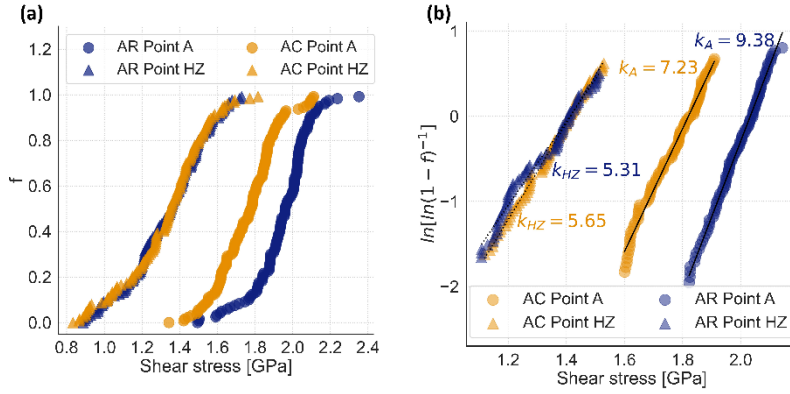 (a)
AR Point A
AC Point A
AR Point HZ
AC Point HZ
f
1.2
1.0
0.8
0.6
0.4
0.2
0.0
0.8 1.0 1.2 1.4 1.6 1.8 2.0 2.2 2.4
Shear stress [GPa]
(b)
k_A = 9.38
k_A = 7.23
k_HZ = 5.31
k_HZ = 5.65
ln[ln(1 − f)⁻¹]
1
0
−1
−2
AC Point A
AR Point A
AC Point HZ
AR Point HZ
1.2 1.4 1.6 1.8 2.0
Shear stress [GPa]